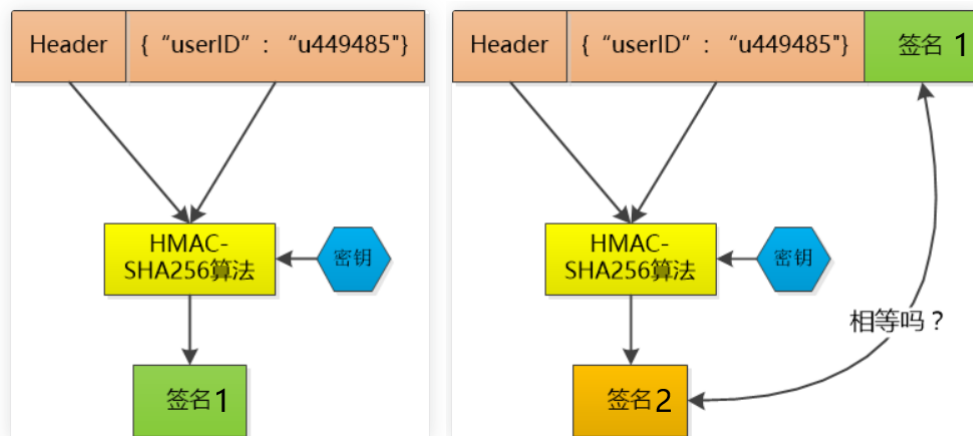 Header {“userID”: “u449485"}
HMAC-
SHA256算法
密钥
签名1
Header {“userID”: “u449485"} 签名 1
HMAC-
SHA256算法
密钥
相等吗？
签名2